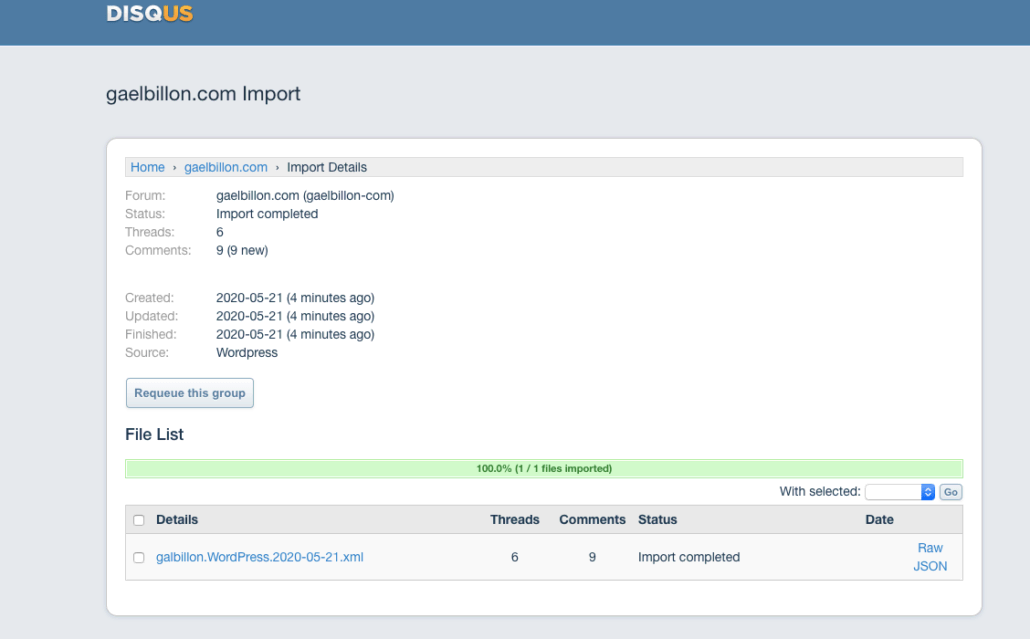 DISQUS
gaelbillon.com Import
Home › gaelbillon.com › Import Details
Forum: gaelbillon.com (gaelbillon-com)
Status: Import completed
Threads: 6
Comments: 9 (9 new)
Created: 2020-05-21 (4 minutes ago)
Updated: 2020-05-21 (4 minutes ago)
Finished: 2020-05-21 (4 minutes ago)
Source: Wordpress
Requeue this group
File List
100.0% (1 / 1 files imported)
With selected: Go
Details Threads Comments Status Date
galbillon.WordPress.2020-05-21.xml 6 9 Import completed Raw
JSON